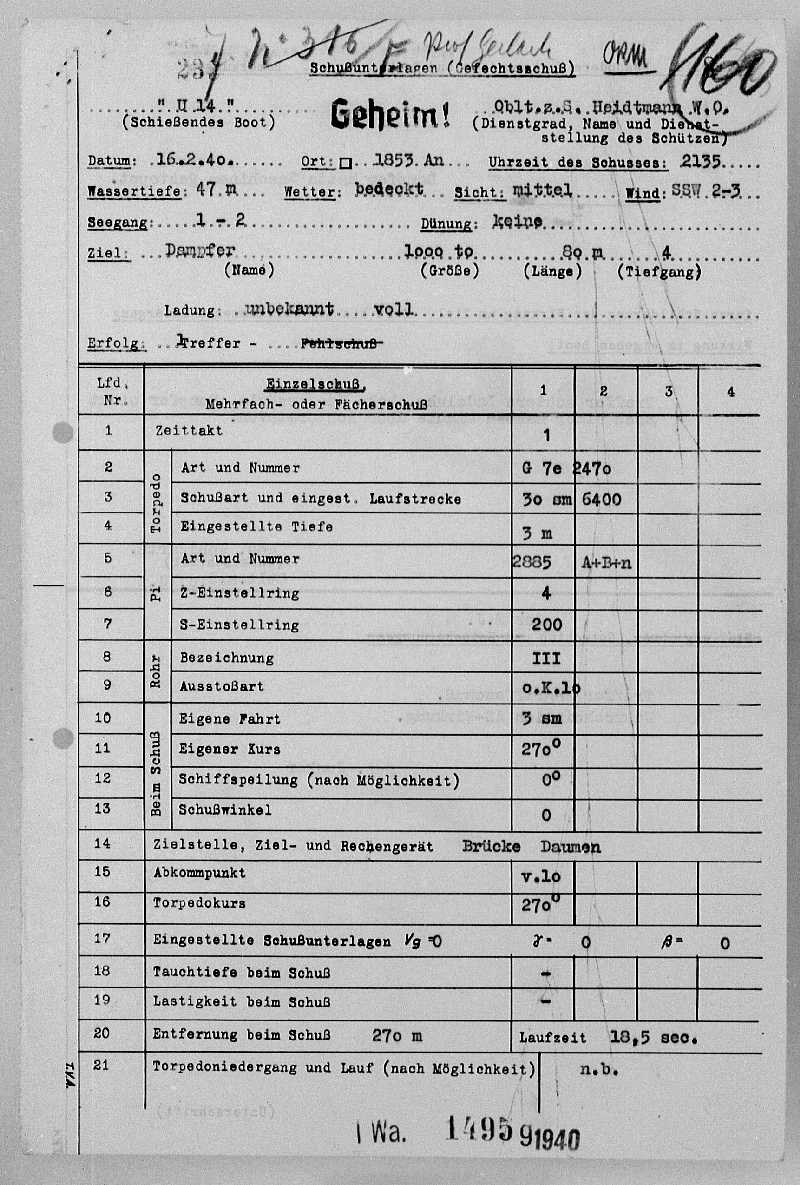 237 N° 316/F Prof Gerlach ORM 160
Schußunterlagen (Gefechtsschuß)
"U 14." Geheim! Oblt.z.S. Heidtmann W.O.
(Schießendes Boot) (Dienstgrad, Name und Dienst-
stellung des Schützen)
Datum: 16.2.40. Ort: □ 1853 An Uhrzeit des Schusses: 2135
Wassertiefe: 47 m Wetter: bedeckt Sicht: mittel Wind: SSW 2-3
Seegang: 1 - 2 Dünung: keine
Ziel: Dampfer 1000 to 80 m 4
(Name) (Größe) (Länge) (Tiefgang)
Ladung: unbekannt voll
Erfolg: 1 Treffer - Fehlschuß
Lfd. Nr. Einzelschuß, Mehrfach- oder Fächerschuß 1 2 3 4
1 Zeittakt 1
Torpedo
2 Art und Nummer G 7e 2470
3 Schußart und eingest. Laufstrecke 30 sm 6400
4 Eingestellte Tiefe 3 m
Pi
5 Art und Nummer 2885 A+B+n
6 Z-Einstellring 4
7 S-Einstellring 200
Rohr
8 Bezeichnung III
9 Ausstoßart o.K.10
Beim Schuß
10 Eigene Fahrt 3 sm
11 Eigener Kurs 270°
12 Schiffspeilung (nach Möglichkeit) 0°
13 Schußwinkel 0
14 Zielstelle, Ziel- und Rechengerät Brücke Daumen
15 Abkommpunkt v.10
16 Torpedokurs 270°
17 Eingestellte Schußunterlagen Vg =0 γ= 0 β= 0
18 Tauchtiefe beim Schuß -
19 Lastigkeit beim Schuß -
20 Entfernung beim Schuß 270 m Laufzeit 18,5 sec.
21 Torpedoniedergang und Lauf (nach Möglichkeit) n.b.
I Wa. 1495 9 1940